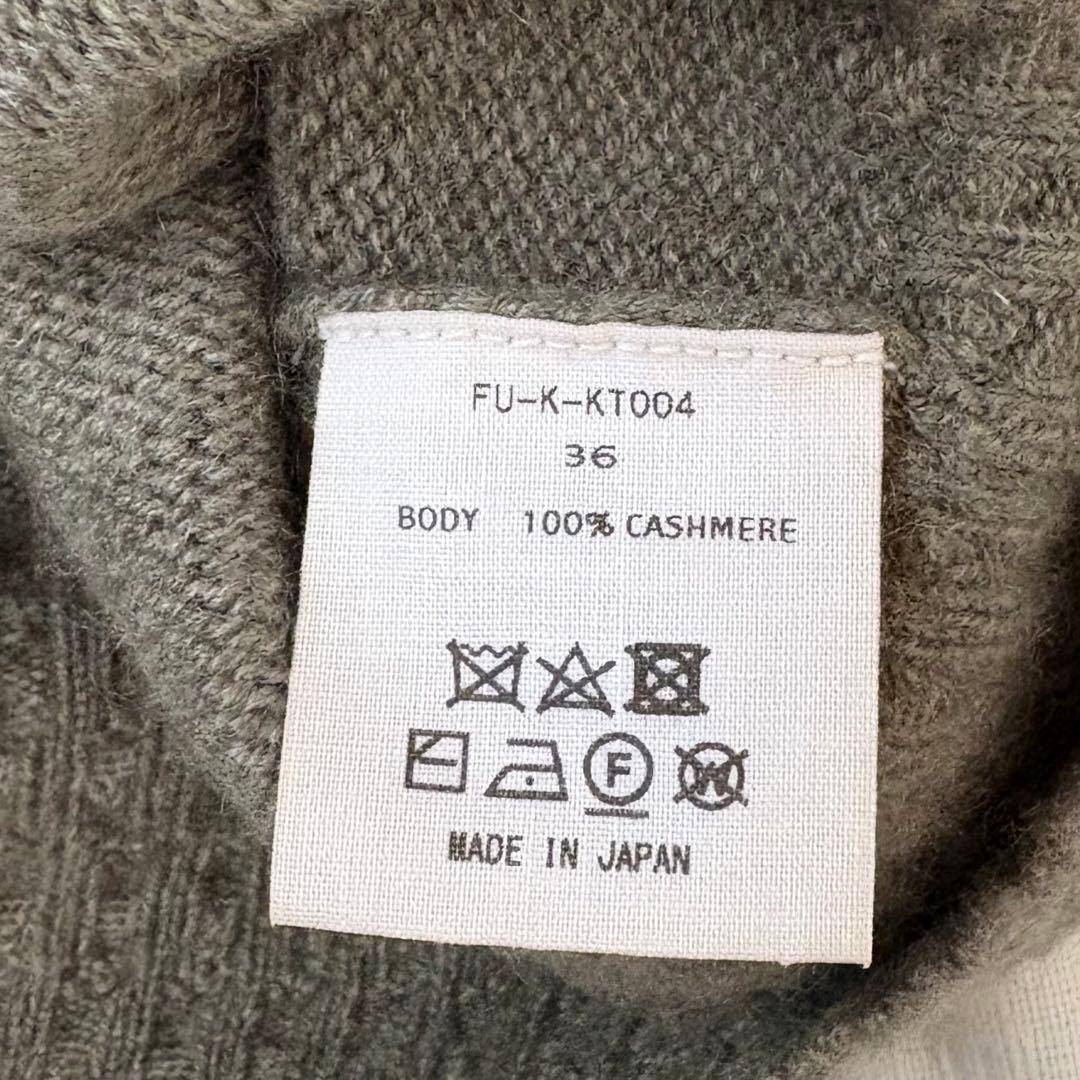 FU-K-KT004
36
BODY 100% CASHMERE
F W
MADE IN JAPAN